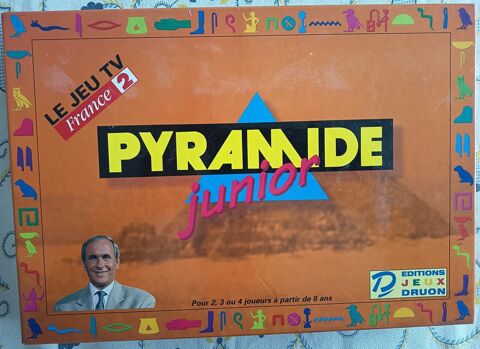 LE JEU TV
France 2
PYRAMIDE
junior
Pour 2, 3 ou 4 joueurs à partir de 8 ans
EDITIONS
JEUX
DRUON